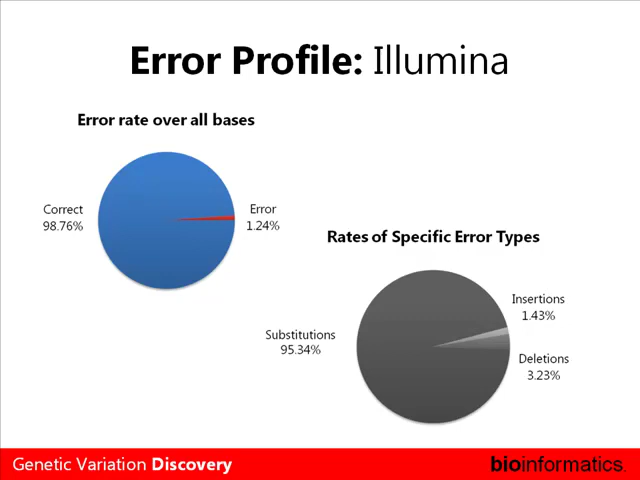 Error Profile: Illumina
Error rate over all bases
Correct
98.76%
Error
1.24%
Rates of Specific Error Types
Substitutions
95.34%
Insertions
1.43%
Deletions
3.23%
Genetic Variation Discovery
bioinformatics.